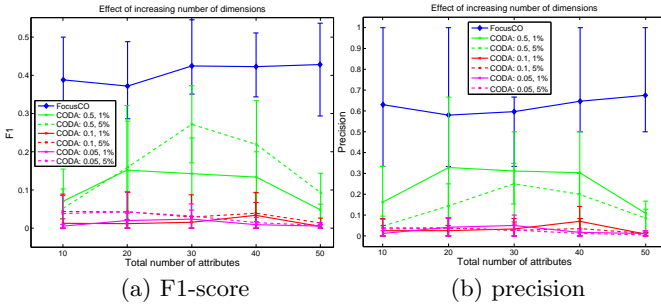 Effect of increasing number of dimensions
F1
0.5
0.4
0.3
0.2
0.1
0
FocusCO
CODA: 0.5, 1%
CODA: 0.5, 5%
CODA: 0.1, 1%
CODA: 0.1, 5%
CODA: 0.05, 1%
CODA: 0.05, 5%
10
20
30
40
50
Total number of attributes
(a) F1-score
Effect of increasing number of dimensions
Precision
1
0.9
0.8
0.7
0.6
0.5
0.4
0.3
0.2
0.1
0
FocusCO
CODA: 0.5, 1%
CODA: 0.5, 5%
CODA: 0.1, 1%
CODA: 0.1, 5%
CODA: 0.05, 1%
CODA: 0.05, 5%
10
20
30
40
50
Total number of attributes
(b) precision